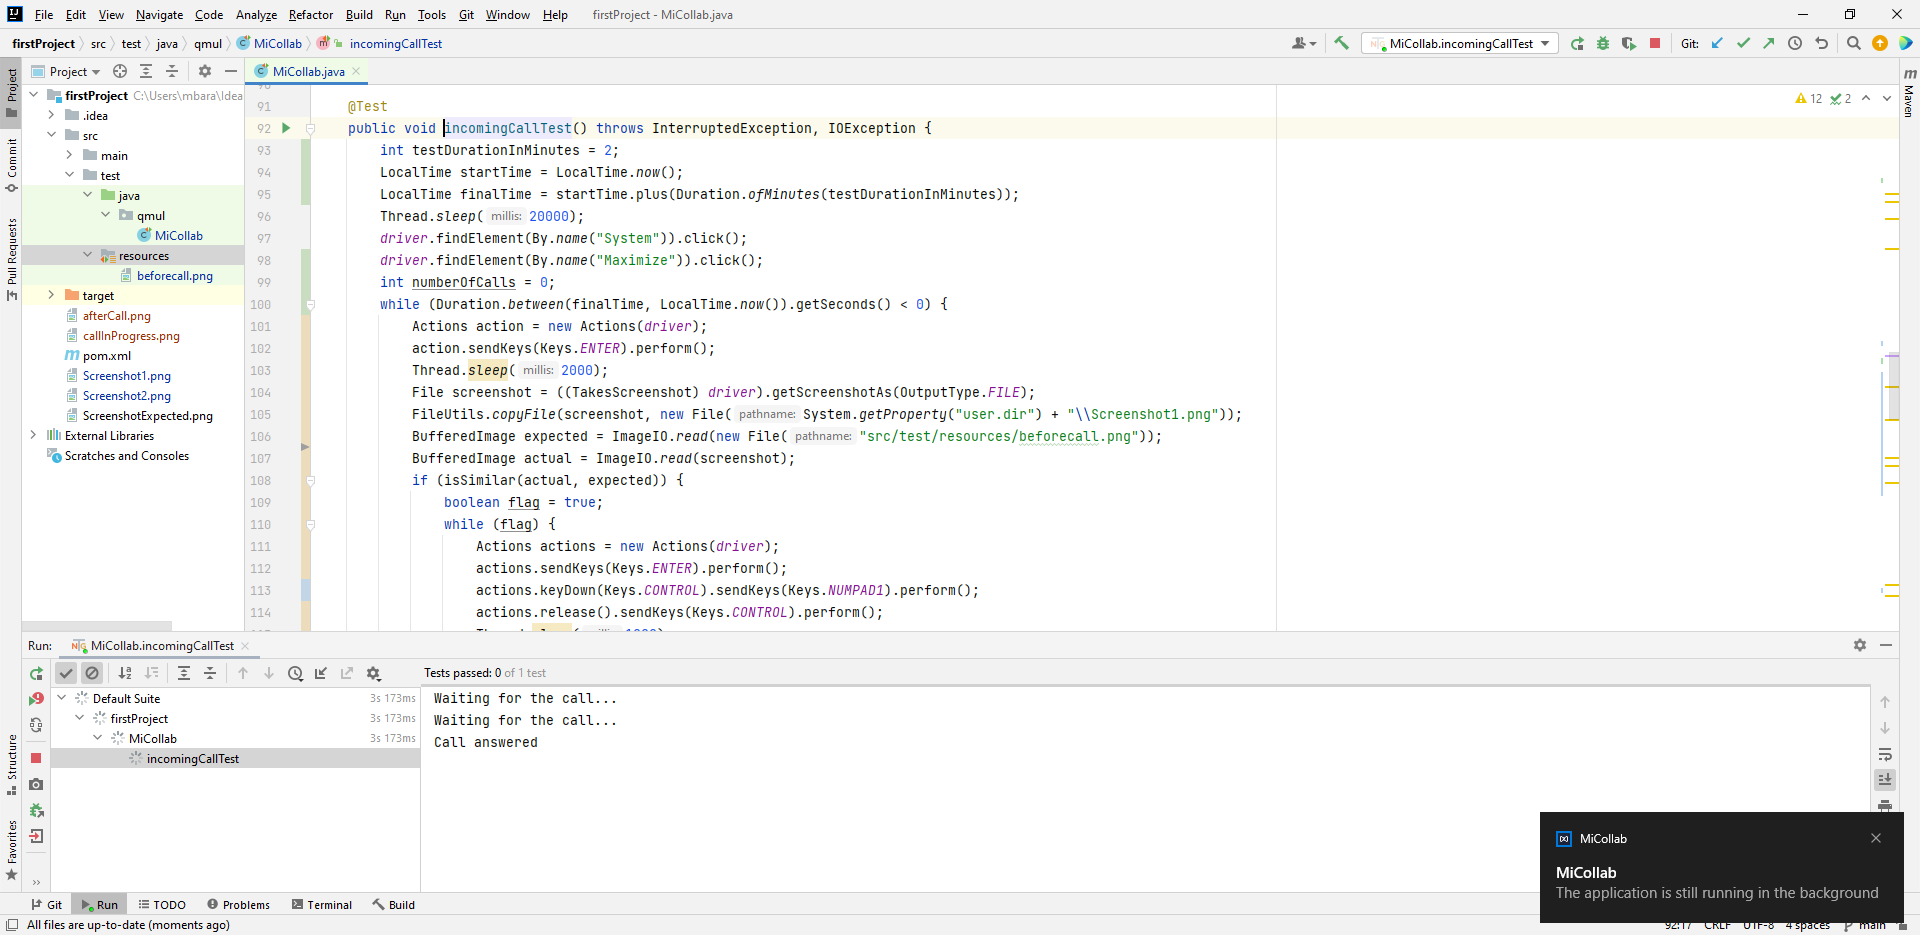 File Edit View Navigate Code Analyze Refactor Build Run Tools Git Window Help firstProject - MiCollab.java
firstProject src test java qmul MiCollab incomingCallTest MiCollab.incomingCallTest Git:
Project MiCollab.java
Project
Commit
Pull Requests
Structure
Favorites
Maven
firstProject C:\Users\mbara\Idea
.idea
src
main
test
java
qmul
MiCollab
resources
beforecall.png
target
afterCall.png
callInProgress.png
pom.xml
Screenshot1.png
Screenshot2.png
ScreenshotExpected.png
External Libraries
Scratches and Consoles
12 2
91 @Test
92 public void incomingCallTest() throws InterruptedException, IOException {
93 int testDurationInMinutes = 2;
94 LocalTime startTime = LocalTime.now();
95 LocalTime finalTime = startTime.plus(Duration.ofMinutes(testDurationInMinutes));
96 Thread.sleep( millis: 20000);
97 driver.findElement(By.name("System")).click();
98 driver.findElement(By.name("Maximize")).click();
99 int numberOfCalls = 0;
100 while (Duration.between(finalTime, LocalTime.now()).getSeconds() < 0) {
101 Actions action = new Actions(driver);
102 action.sendKeys(Keys.ENTER).perform();
103 Thread.sleep( millis: 2000);
104 File screenshot = ((TakesScreenshot) driver).getScreenshotAs(OutputType.FILE);
105 FileUtils.copyFile(screenshot, new File( pathname: System.getProperty("user.dir") + "\\Screenshot1.png"));
106 BufferedImage expected = ImageIO.read(new File( pathname: "src/test/resources/beforecall.png"));
107 BufferedImage actual = ImageIO.read(screenshot);
108 if (isSimilar(actual, expected)) {
109 boolean flag = true;
110 while (flag) {
111 Actions actions = new Actions(driver);
112 actions.sendKeys(Keys.ENTER).perform();
113 actions.keyDown(Keys.CONTROL).sendKeys(Keys.NUMPAD1).perform();
114 actions.release().sendKeys(Keys.CONTROL).perform();
Run: MiCollab.incomingCallTest
Tests passed: 0 of 1 test
Default Suite 3s 173ms
firstProject 3s 173ms
MiCollab 3s 173ms
incomingCallTest
Waiting for the call...
Waiting for the call...
Call answered
MiCollab
MiCollab
The application is still running in the background
Git Run TODO Problems Terminal Build
All files are up-to-date (moments ago) 92:17 CRLF UTF-8 4 spaces main